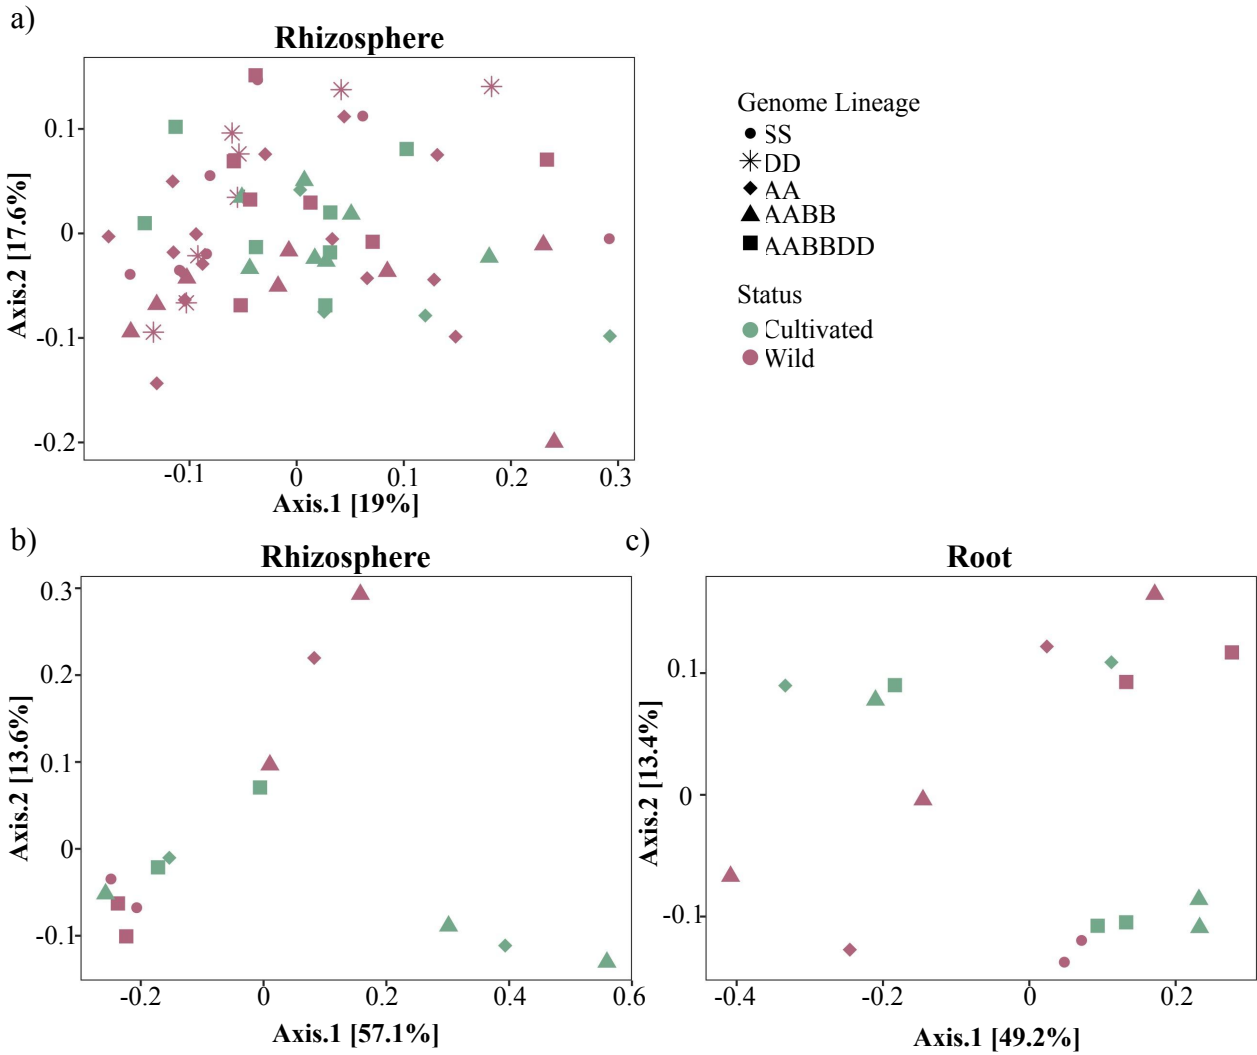 a)
Rhizosphere
0.1
0
-0.1
-0.2
Axis.2 [17.6%]
-0.1 0 0.1 0.2 0.3
Axis.1 [19%]
Genome Lineage
SS
DD
AA
AABB
AABBDD
Status
Cultivated
Wild
b)
Rhizosphere
0.3
0.2
0.1
0
-0.1
Axis.2 [13.6%]
-0.2 0 0.2 0.4 0.6
Axis.1 [57.1%]
c)
Root
0.1
0
-0.1
Axis.2 [13.4%]
-0.4 -0.2 0 0.2
Axis.1 [49.2%]